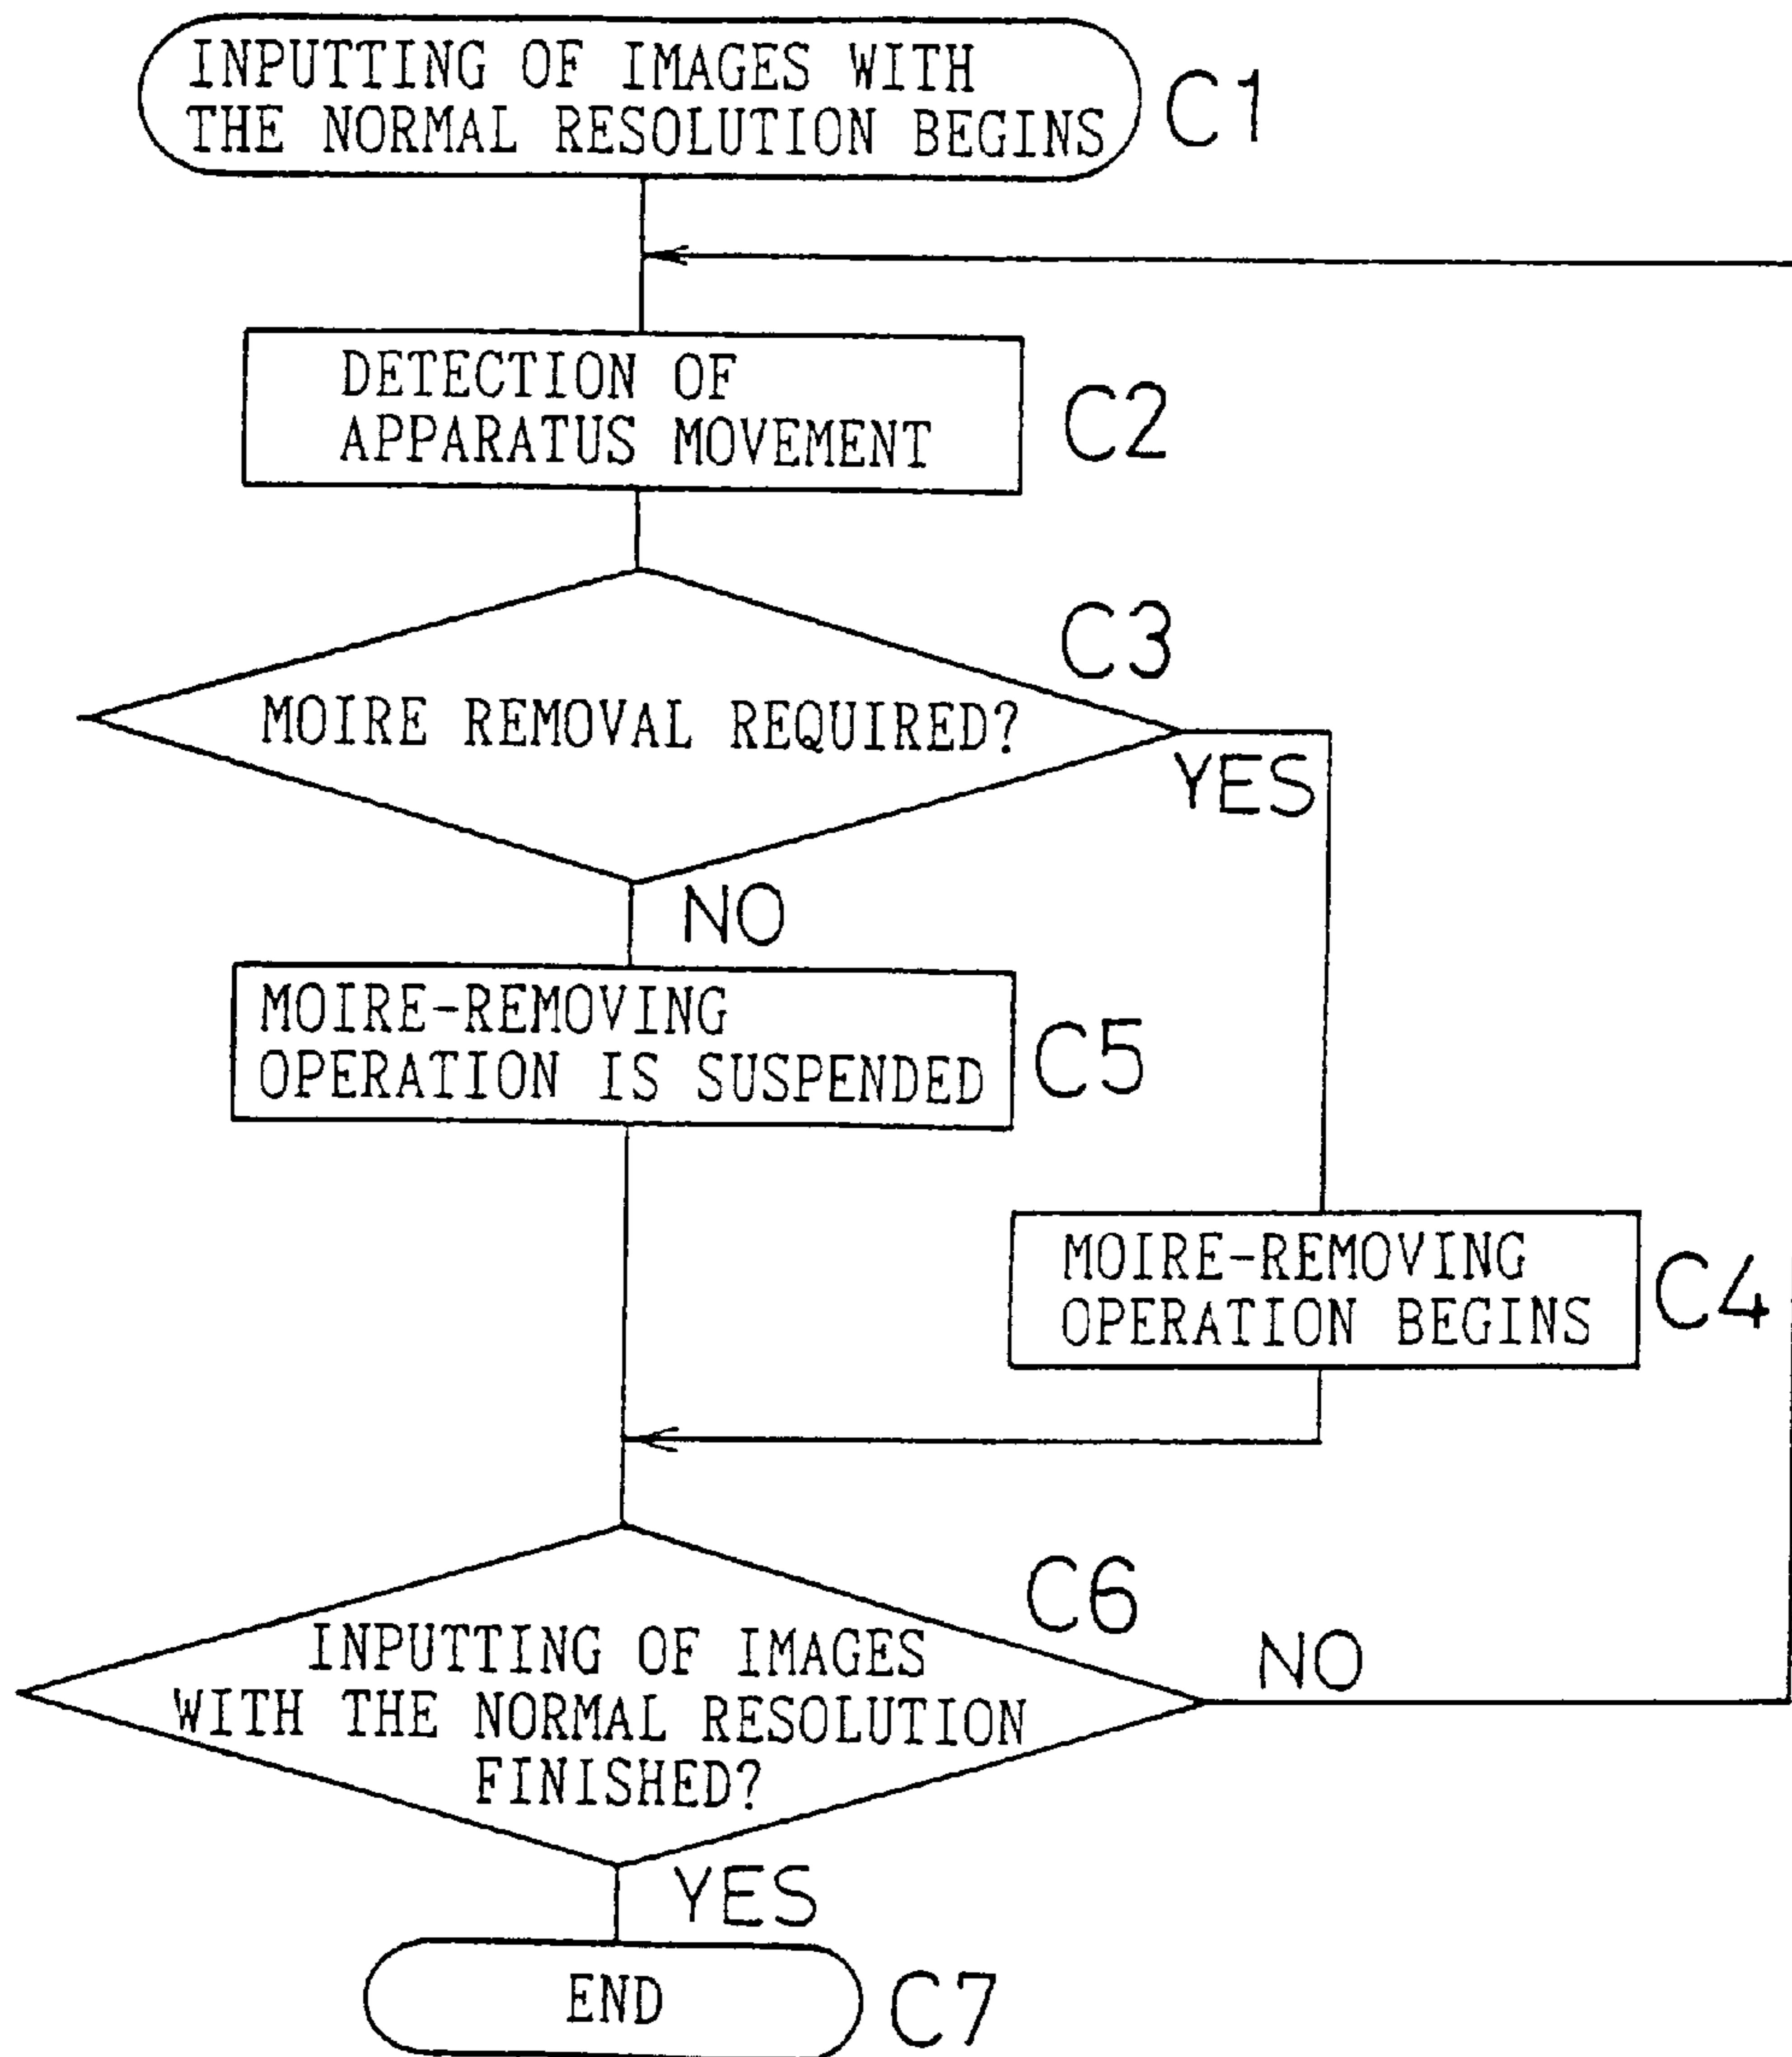 INPUTTING OF IMAGES WITH
THE NORMAL RESOLUTION BEGINS
C1
DETECTION OF
APPARATUS MOVEMENT
C2
C3
MOIRE REMOVAL REQUIRED?
YES
NO
MOIRE-REMOVING
OPERATION IS SUSPENDED
C5
MOIRE-REMOVING
OPERATION BEGINS
C4
C6
INPUTTING OF IMAGES
WITH THE NORMAL RESOLUTION
FINISHED?
NO
YES
END
C7